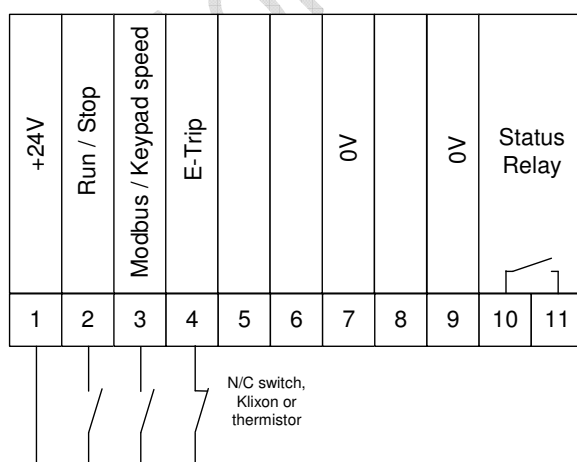 +24V
Run / Stop
Modbus / Keypad speed
E-Trip
0V
0V
Status
Relay
1 2 3 4 5 6 7 8 9 10 11
N/C switch,
Klixon or
thermistor